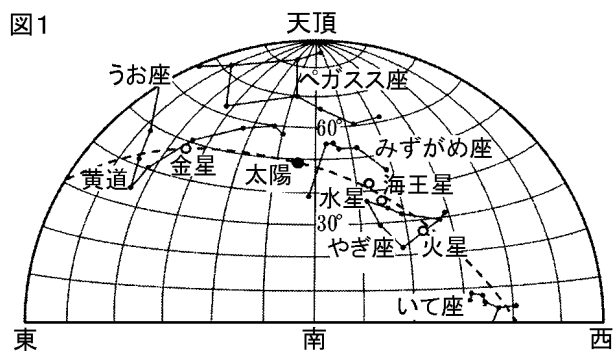 図1
天頂
うお座
ペガスス座
60°
みずがめ座
黄道
金星
太陽
水星
海王星
30°
やぎ座
火星
いて座
東
南
西